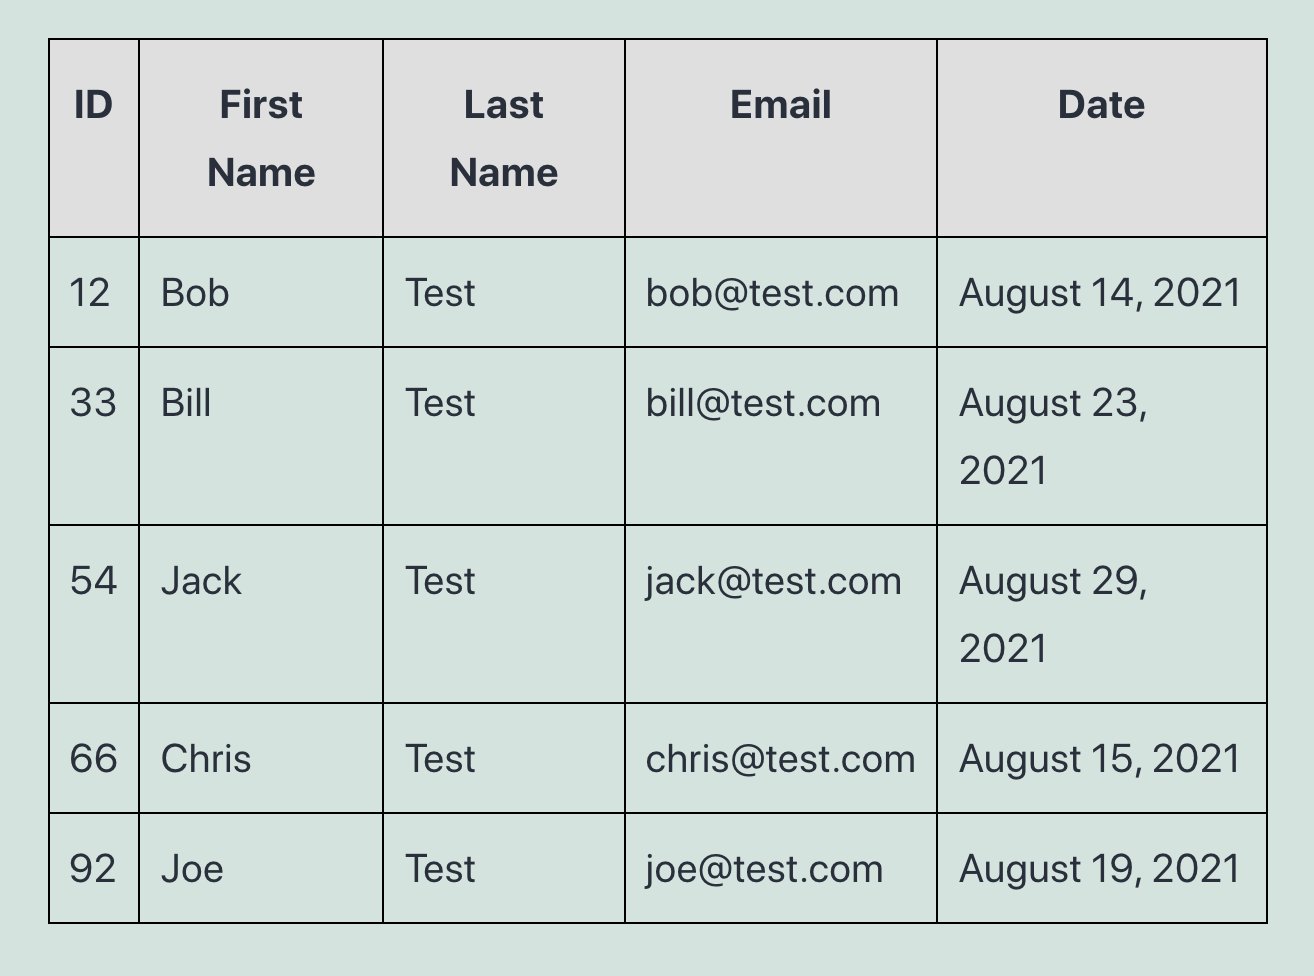 ID First Name Last Name Email Date
12 Bob Test bob@test.com August 14, 2021
33 Bill Test bill@test.com August 23, 2021
54 Jack Test jack@test.com August 29, 2021
66 Chris Test chris@test.com August 15, 2021
92 Joe Test joe@test.com August 19, 2021